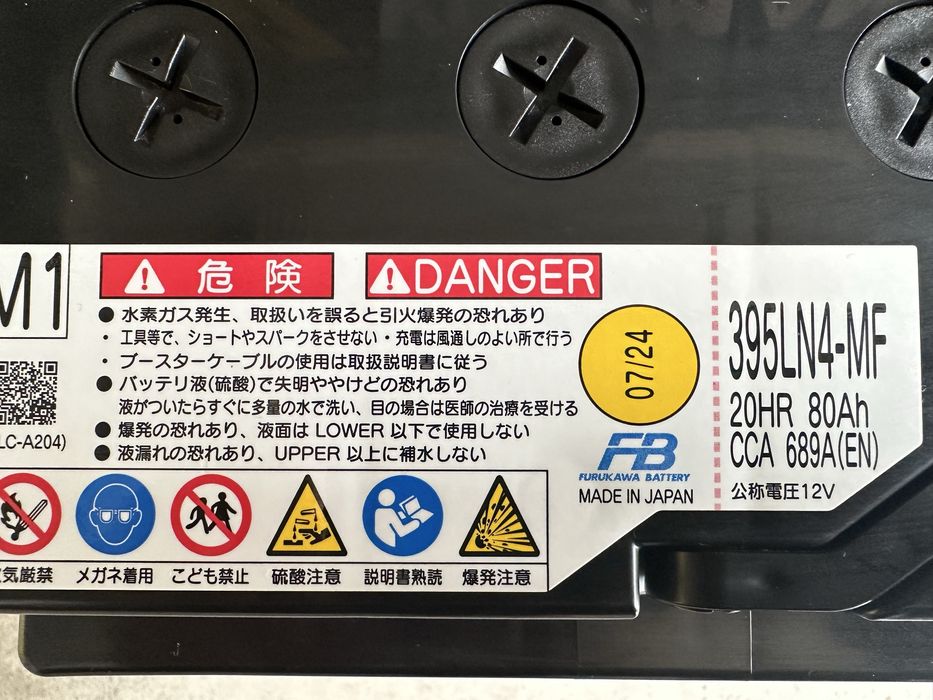 M1
危険
DANGER
● 水素ガス発生、取扱いを誤ると引火爆発の恐れあり
・工具等で、ショートやスパークをさせない・充電は風通しのよい所で行う
・ブースターケーブルの使用は取扱説明書に従う
● バッテリ液(硫酸)で失明ややけどの恐れあり
液がついたらすぐに多量の水で洗い、目の場合は医師の治療を受ける
● 爆発の恐れあり、液面は LOWER 以下で使用しない
● 液漏れの恐れあり、UPPER 以上に補水しない
07/24
FB
FURUKAWA BATTERY
MADE IN JAPAN
395LN4-MF
20HR 80Ah
CCA 689A(EN)
公称電圧12V
LC-A204)
気厳禁
メガネ着用
こども禁止
硫酸注意
説明書熟読
爆発注意